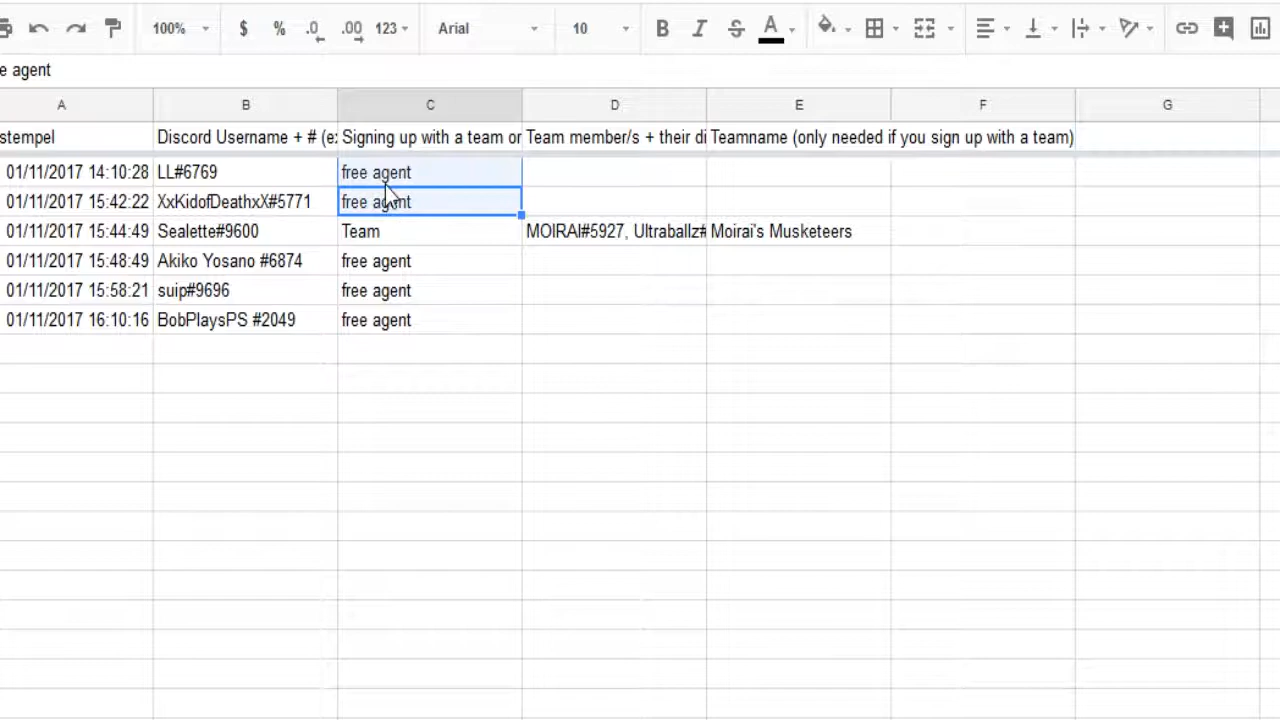 100% $ % .0 .00 123 Arial 10 B I S A
e agent
A B C D E F G
stempel Discord Username + # (e Signing up with a team or Team member/s + their di Teamname (only needed if you sign up with a team)
01/11/2017 14:10:28 LL#6769 free agent
01/11/2017 15:42:22 XxKidofDeathxX#5771 free agent
01/11/2017 15:44:49 Sealette#9600 Team MOIRAI#5927, Ultraballz# Moirai's Musketeers
01/11/2017 15:48:49 Akiko Yosano #6874 free agent
01/11/2017 15:58:21 suip#9696 free agent
01/11/2017 16:10:16 BobPlaysPS #2049 free agent